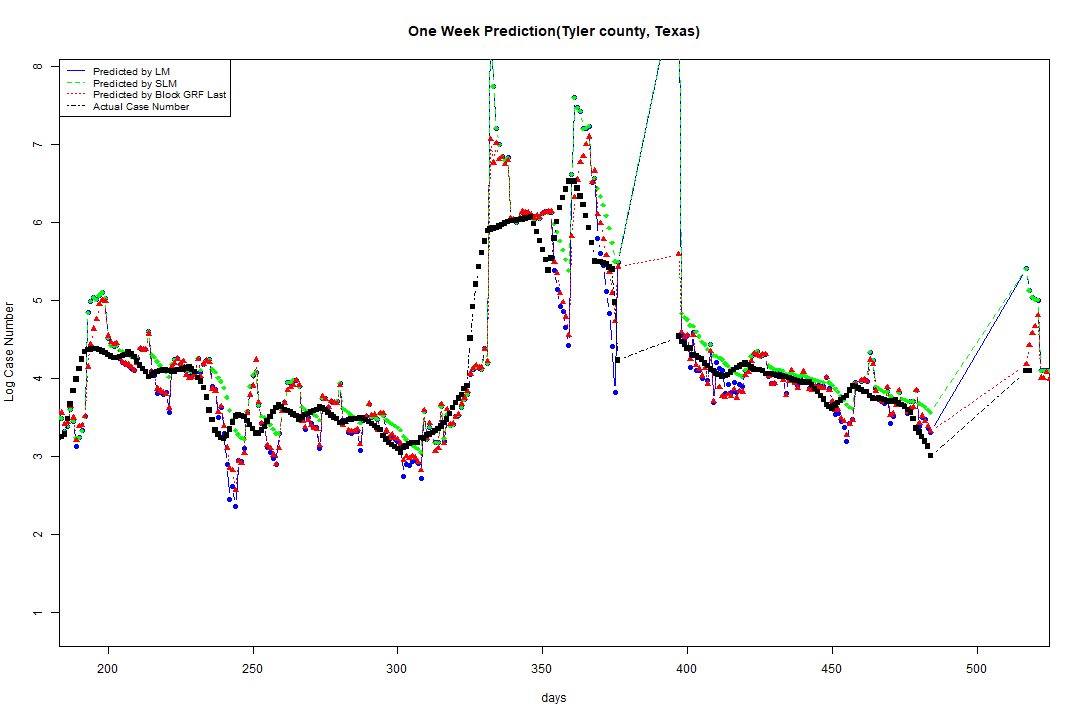 One Week Prediction(Tyler county, Texas)
Predicted by LM
Predicted by SLM
Predicted by Block GRF Last
Actual Case Number
8
7
6
5
4
3
2
1
Log Case Number
200 250 300 350 400 450 500
days